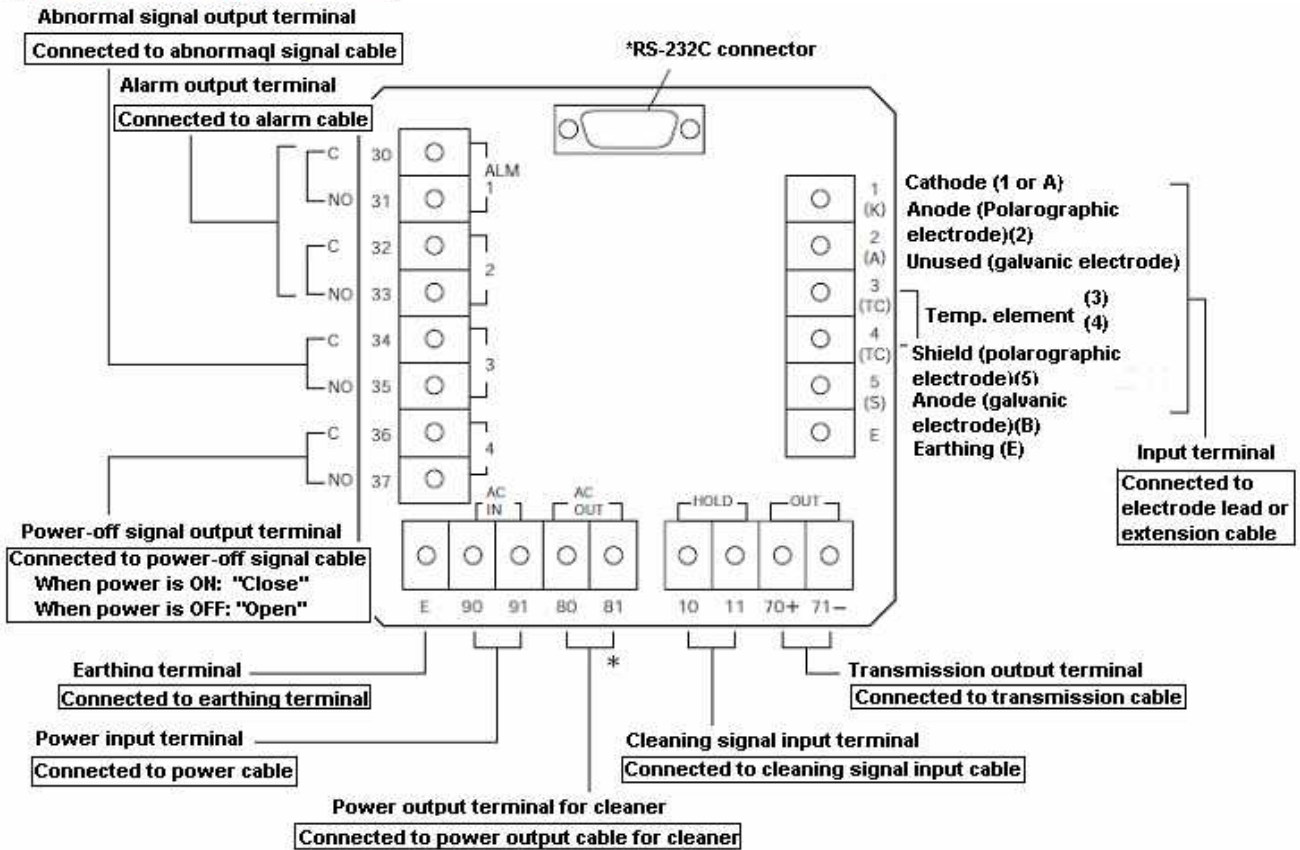 Abnormal signal output terminal
Connected to abnormaql signal cable
*RS-232C connector
Alarm output terminal
Connected to alarm cable
C 30
NO 31
ALM
1
C 32
NO 33
2
C 34
NO 35
3
C 36
NO 37
4
1
(K)
2
(A)
3
(TC)
4
(TC)
5
(S)
E
Cathode (1 or A)
Anode (Polarographic
electrode)(2)
Unused (galvanic electrode)
Temp. element (3)
(4)
Shield (polarographic
electrode)(5)
Anode (galvanic
electrode)(B)
Earthing (E)
Input terminal
Connected to
electrode lead or
extension cable
Power-off signal output terminal
Connected to power-off signal cable
When power is ON: "Close"
When power is OFF: "Open"
AC
IN
AC
OUT
HOLD
OUT
E 90 91 80 81 10 11 70+ 71−
*
Earthing terminal
Connected to earthing terminal
Transmission output terminal
Connected to transmission cable
Power input terminal
Connected to power cable
Cleaning signal input terminal
Connected to cleaning signal input cable
Power output terminal for cleaner
Connected to power output cable for cleaner